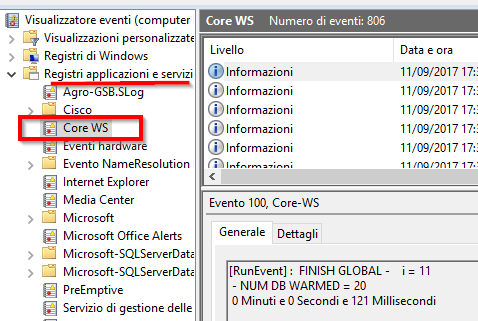 Visualizzatore eventi (computer
Visualizzazioni personalizzate
Registri di Windows
Registri applicazioni e servizi
Agro-GSB.SLog
Cisco
Core WS
Eventi hardware
Evento NameResolution
Internet Explorer
Media Center
Microsoft
Microsoft Office Alerts
Microsoft-SQLServerData
Microsoft-SQLServerData
PreEmptive
Servizio di gestione delle
Core WS Numero di eventi: 806
Livello Data e ora
Informazioni 11/09/2017 17:3
Informazioni 11/09/2017 17:3
Informazioni 11/09/2017 17:3
Informazioni 11/09/2017 17:3
Informazioni 11/09/2017 17:3
Informazioni 11/09/2017 17:3
Evento 100, Core-WS
Generale Dettagli
[RunEvent] : FINISH GLOBAL - i = 11
- NUM DB WARMED = 20
0 Minuti e 0 Secondi e 121 Millisecondi